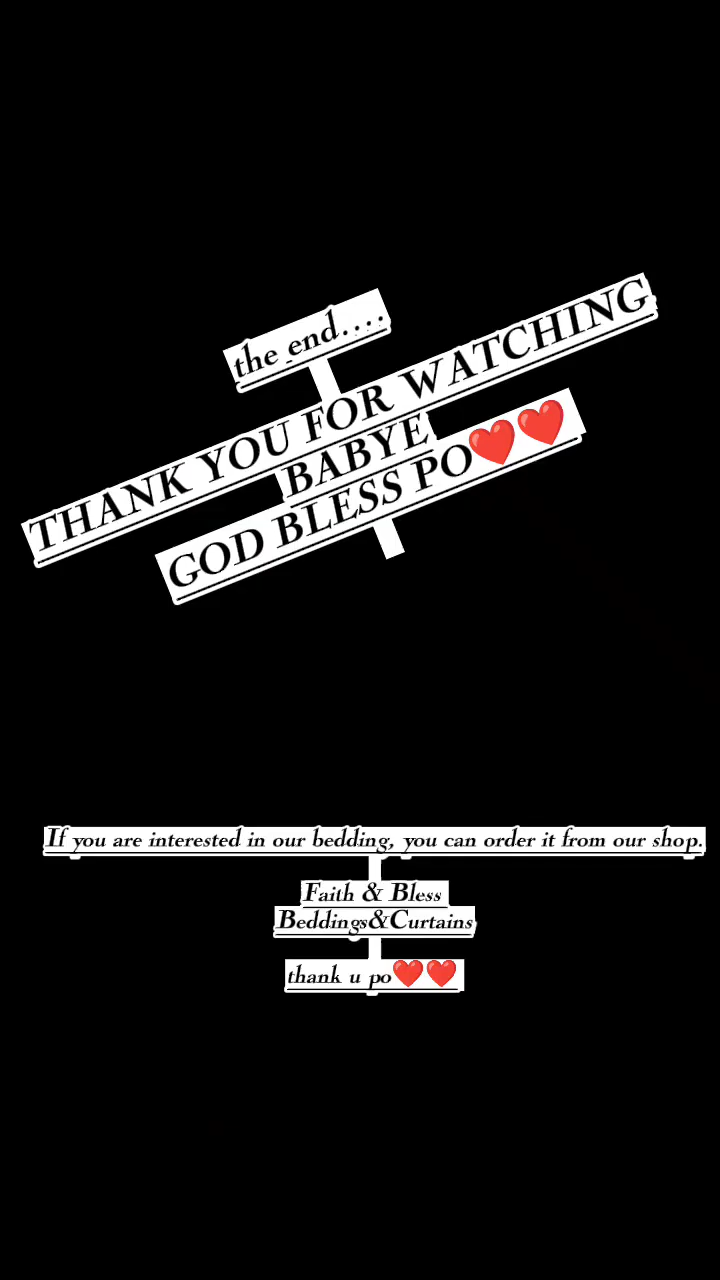 the end....
THANK YOU FOR WATCHING
BABYE
GOD BLESS PO❤️❤️
If you are interested in our bedding, you can order it from our shop.
Faith & Bless
Beddings&Curtains
thank u po❤️❤️